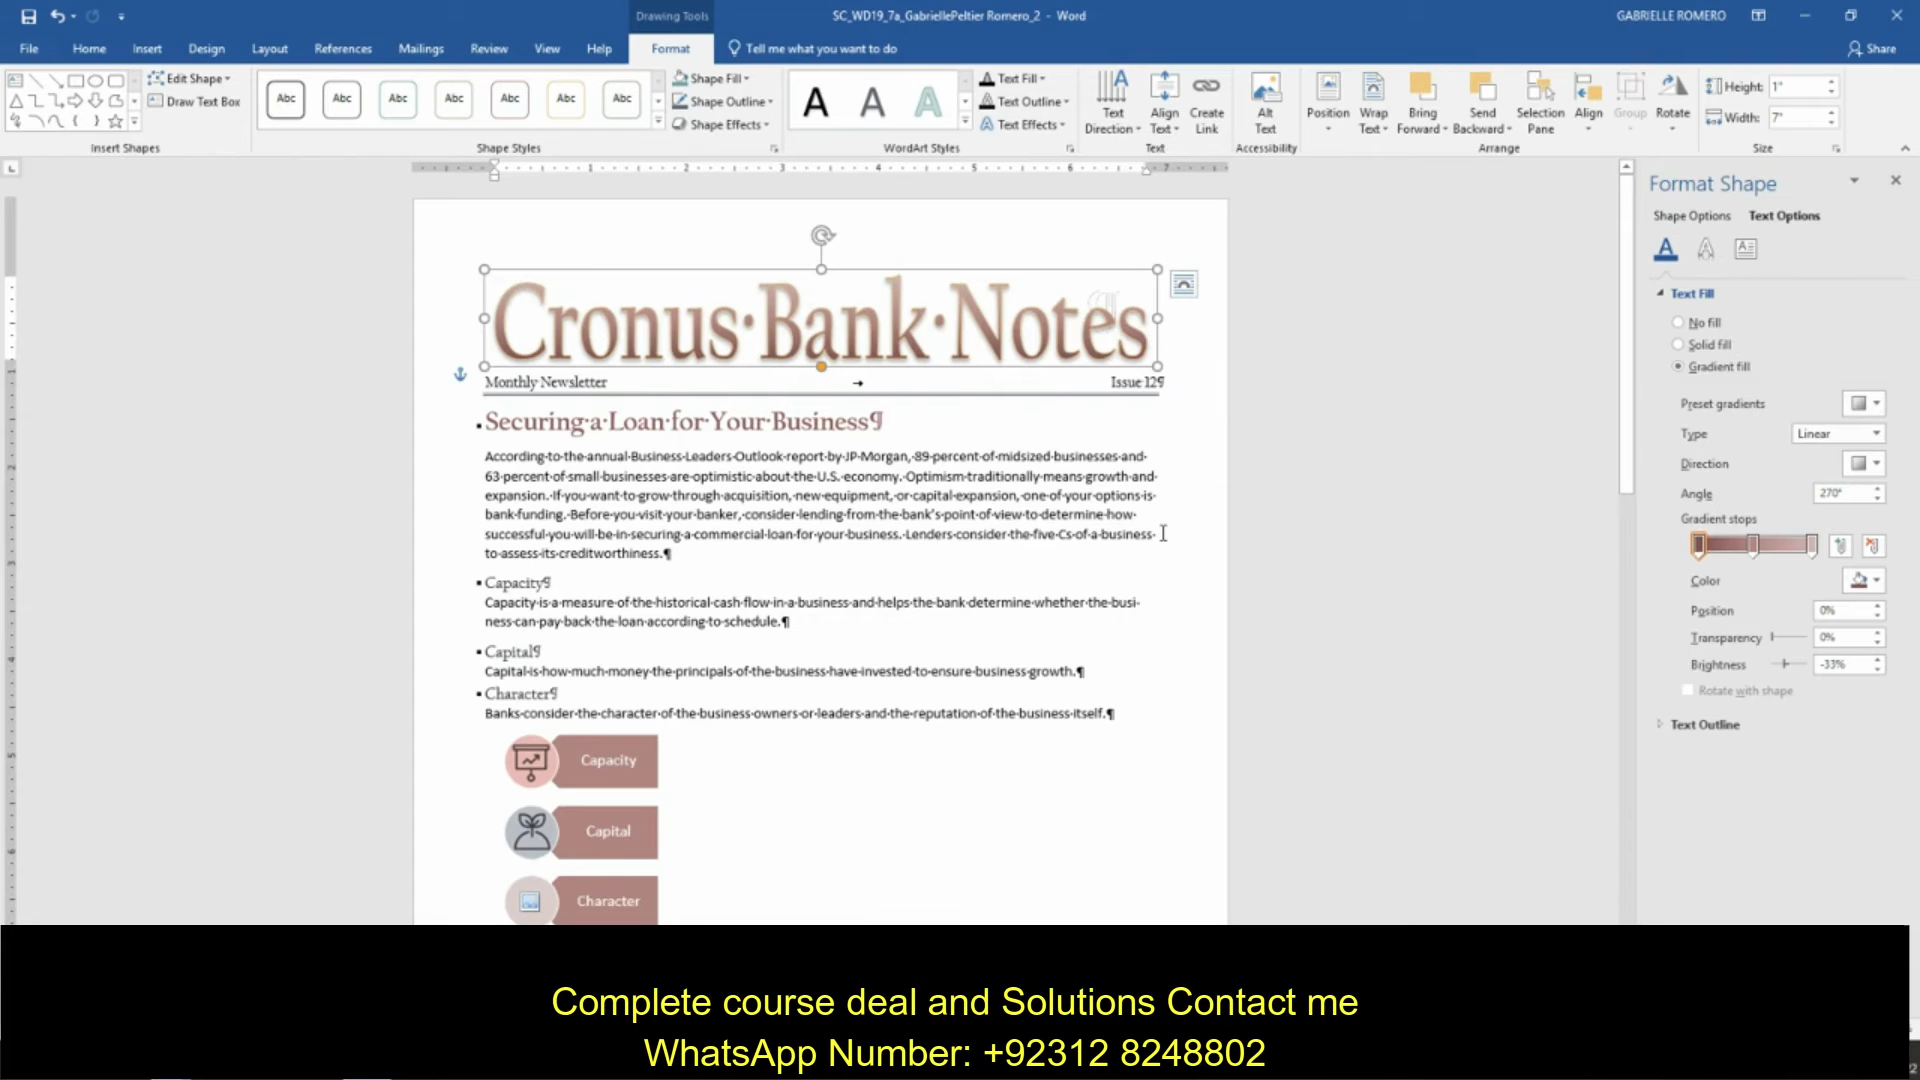 Drawing Tools
SC_WD19_7a_GabriellePeltier Romero_2 - Word
GABRIELLE ROMERO
File Home Insert Design Layout References Mailings Review View Help Format Tell me what you want to do Share
Edit Shape
Draw Text Box
Insert Shapes
Abc Abc Abc Abc Abc Abc Abc
Shape Fill
Shape Outline
Shape Effects
Shape Styles
A A A
Text Fill
Text Outline
Text Effects
WordArt Styles
Text Direction
Align Text
Create Link
Text
Alt Text
Accessibility
Position
Wrap Text
Bring Forward
Send Backward
Selection Pane
Align
Group
Rotate
Arrange
Height: 1"
Width: 7"
Size
1 2 3 4 5 6 7
Cronus·Bank·Notes
Monthly Newsletter → Issue 12¶
Securing·a·Loan·for·Your·Business¶
According·to·the·annual·Business·Leaders·Outlook·report·by·JP·Morgan,·89·percent·of·midsized·businesses·and·
63·percent·of·small·businesses·are·optimistic·about·the·U.S.·economy.·Optimism·traditionally·means·growth·and·
expansion.·If·you·want·to·grow·through·acquisition,·new·equipment,·or·capital·expansion,·one·of·your·options·is·
bank·funding.·Before·you·visit·your·banker,·consider·lending·from·the·bank's·point·of·view·to·determine·how·
successful·you·will·be·in·securing·a·commercial·loan·for·your·business.·Lenders·consider·the·five·Cs·of·a·business·
to·assess·its·creditworthiness.¶
Capacity¶
Capacity·is·a·measure·of·the·historical·cash·flow·in·a·business·and·helps·the·bank·determine·whether·the·busi-
ness·can·pay·back·the·loan·according·to·schedule.¶
Capital¶
Capital·is·how·much·money·the·principals·of·the·business·have·invested·to·ensure·business·growth.¶
Character¶
Banks·consider·the·character·of·the·business·owners·or·leaders·and·the·reputation·of·the·business·itself.¶
Capacity
Capital
Character
Format Shape
Shape Options Text Options
Text Fill
No fill
Solid fill
Gradient fill
Preset gradients
Type Linear
Direction
Angle 270°
Gradient stops
Color
Position 0%
Transparency 0%
Brightness -33%
Rotate with shape
Text Outline
Complete course deal and Solutions Contact me
WhatsApp Number: +92312 8248802